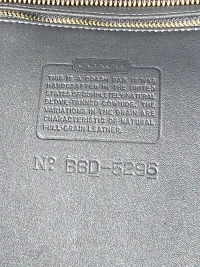 COACH
THIS IS A COACH BAG. IT WAS
HANDCRAFTED IN THE UNITED
STATES OF COMPLETELY NATURAL
GLOVE-TANNED COWHIDE. THE
VARIATIONS IN THE GRAIN ARE
CHARACTERISTIC OF NATURAL
FULL-GRAIN LEATHER.
Nº B6D-5296